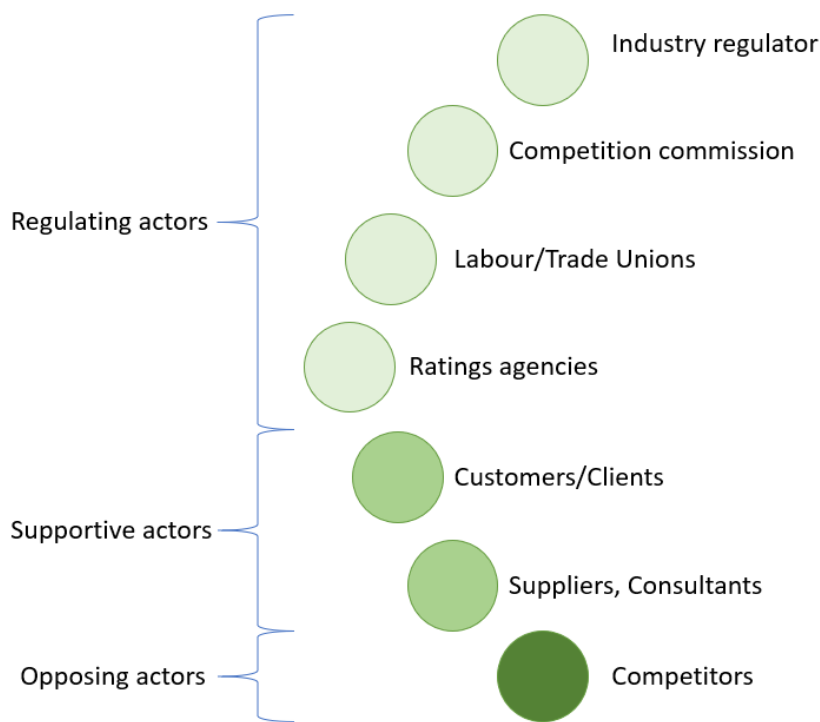 Industry regulator
Competition commission
Regulating actors
Labour/Trade Unions
Ratings agencies
Customers/Clients
Supportive actors
Suppliers, Consultants
Opposing actors
Competitors